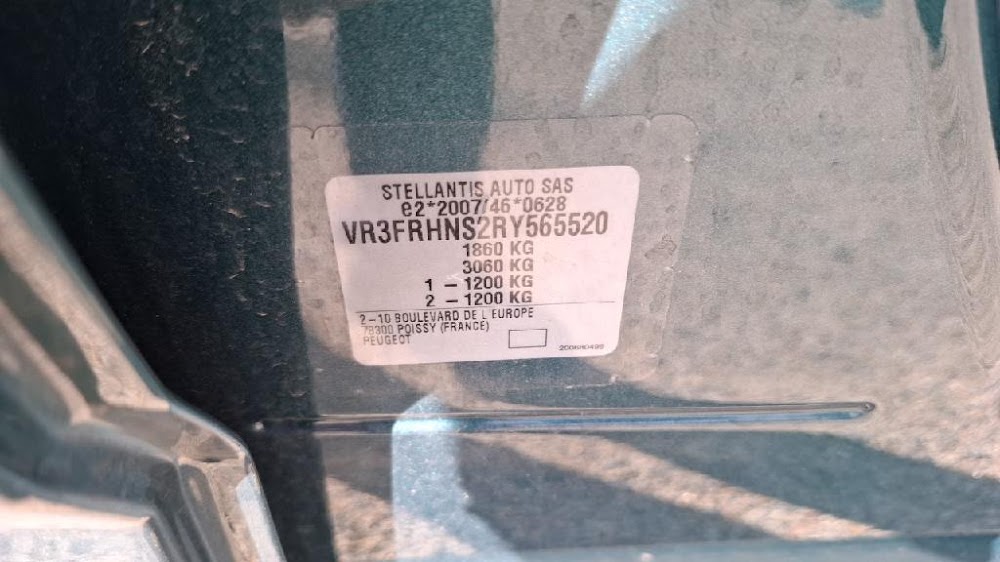 STELLANTIS AUTO SAS
e2*2007/46*0628
VR3FRHNS2RY565520
1860 KG
3060 KG
1 – 1200 KG
2 – 1200 KG
2–10 BOULEVARD DE L EUROPE
78300 POISSY (FRANCE)
PEUGEOT